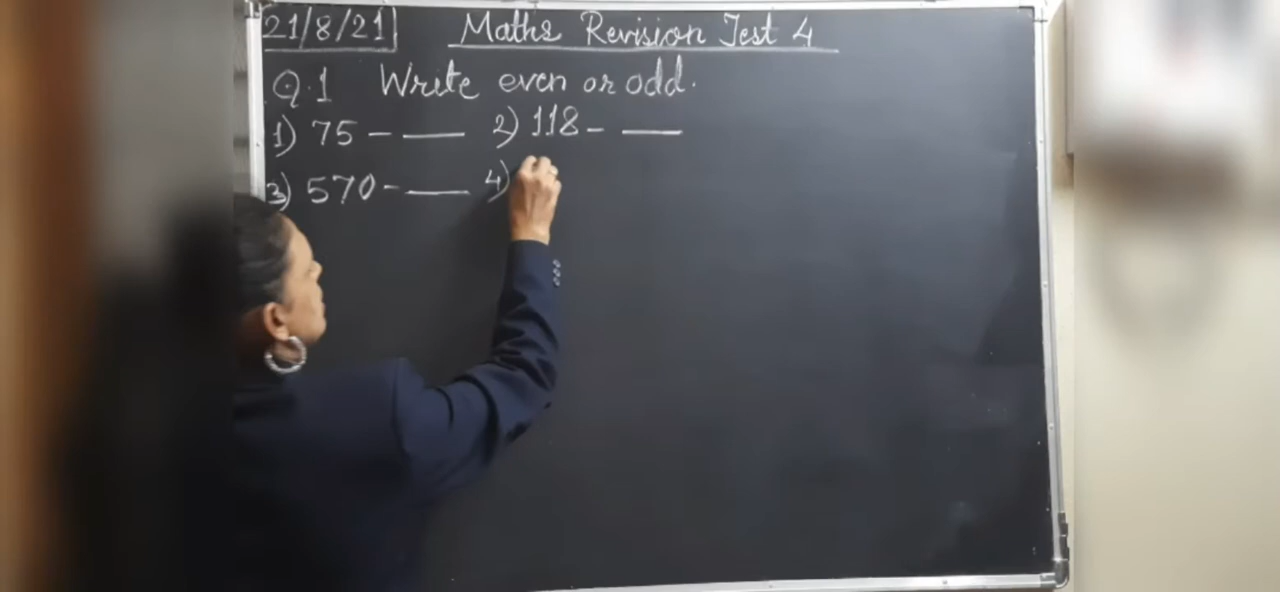 21/8/21 Maths Revision Test 4
Q.1 Write even or odd.
1) 75 - ___ 2) 118 - ___
3) 570 - ___ 4)